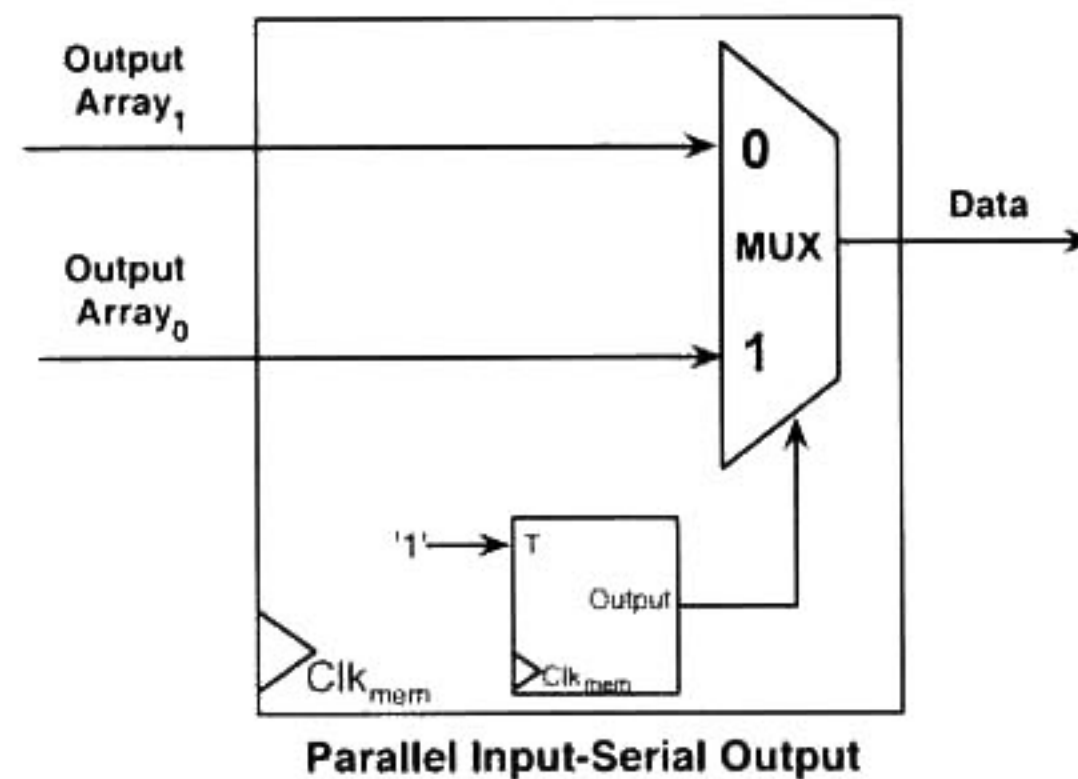 Output
Array1
0
MUX
Data
Output
Array0
1
'1'
T
Output
Clkmem
Clkmem
Parallel Input-Serial Output